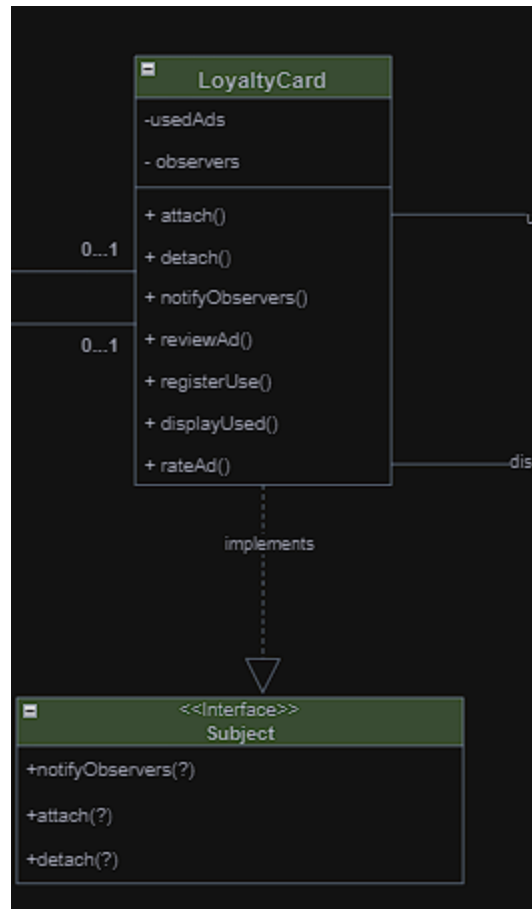 LoyaltyCard
-usedAds
- observers
+ attach()
0...1
+ detach()
+ notifyObservers()
0...1
+ reviewAd()
+ registerUse()
+ displayUsed()
+ rateAd()
implements
<<Interface>>
Subject
+notifyObservers(?)
+attach(?)
+detach(?)